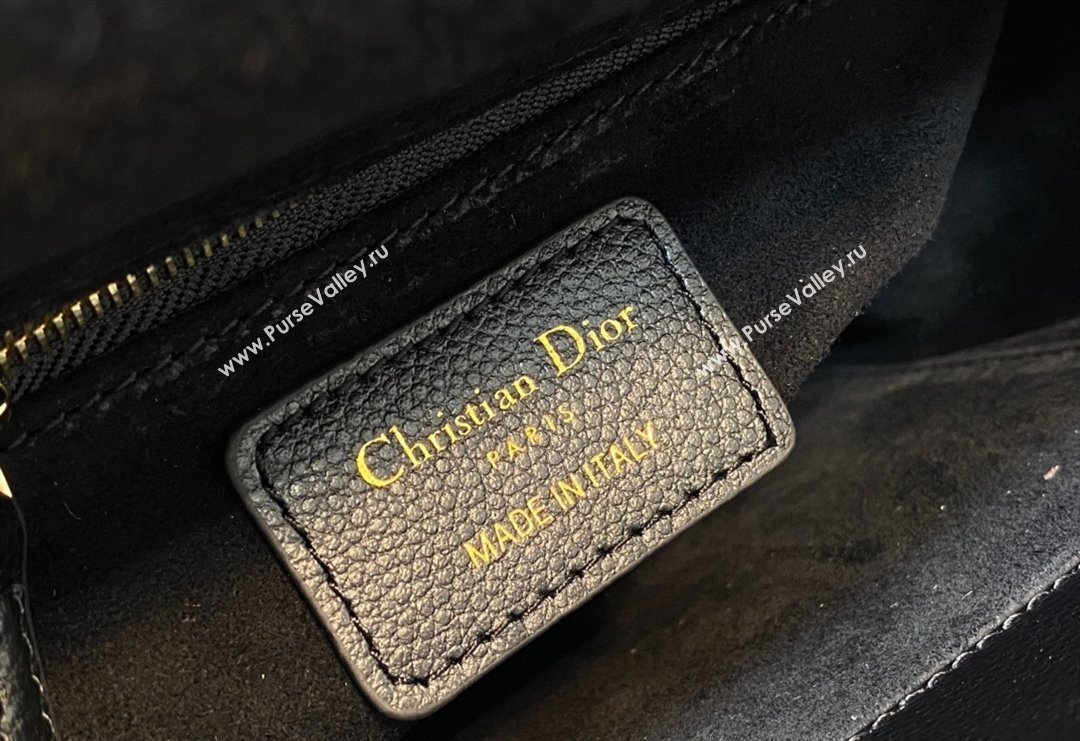 www.PurseValley.ru
www.PurseValley.ru
Christian Dior
PARIS
MADE IN ITALY